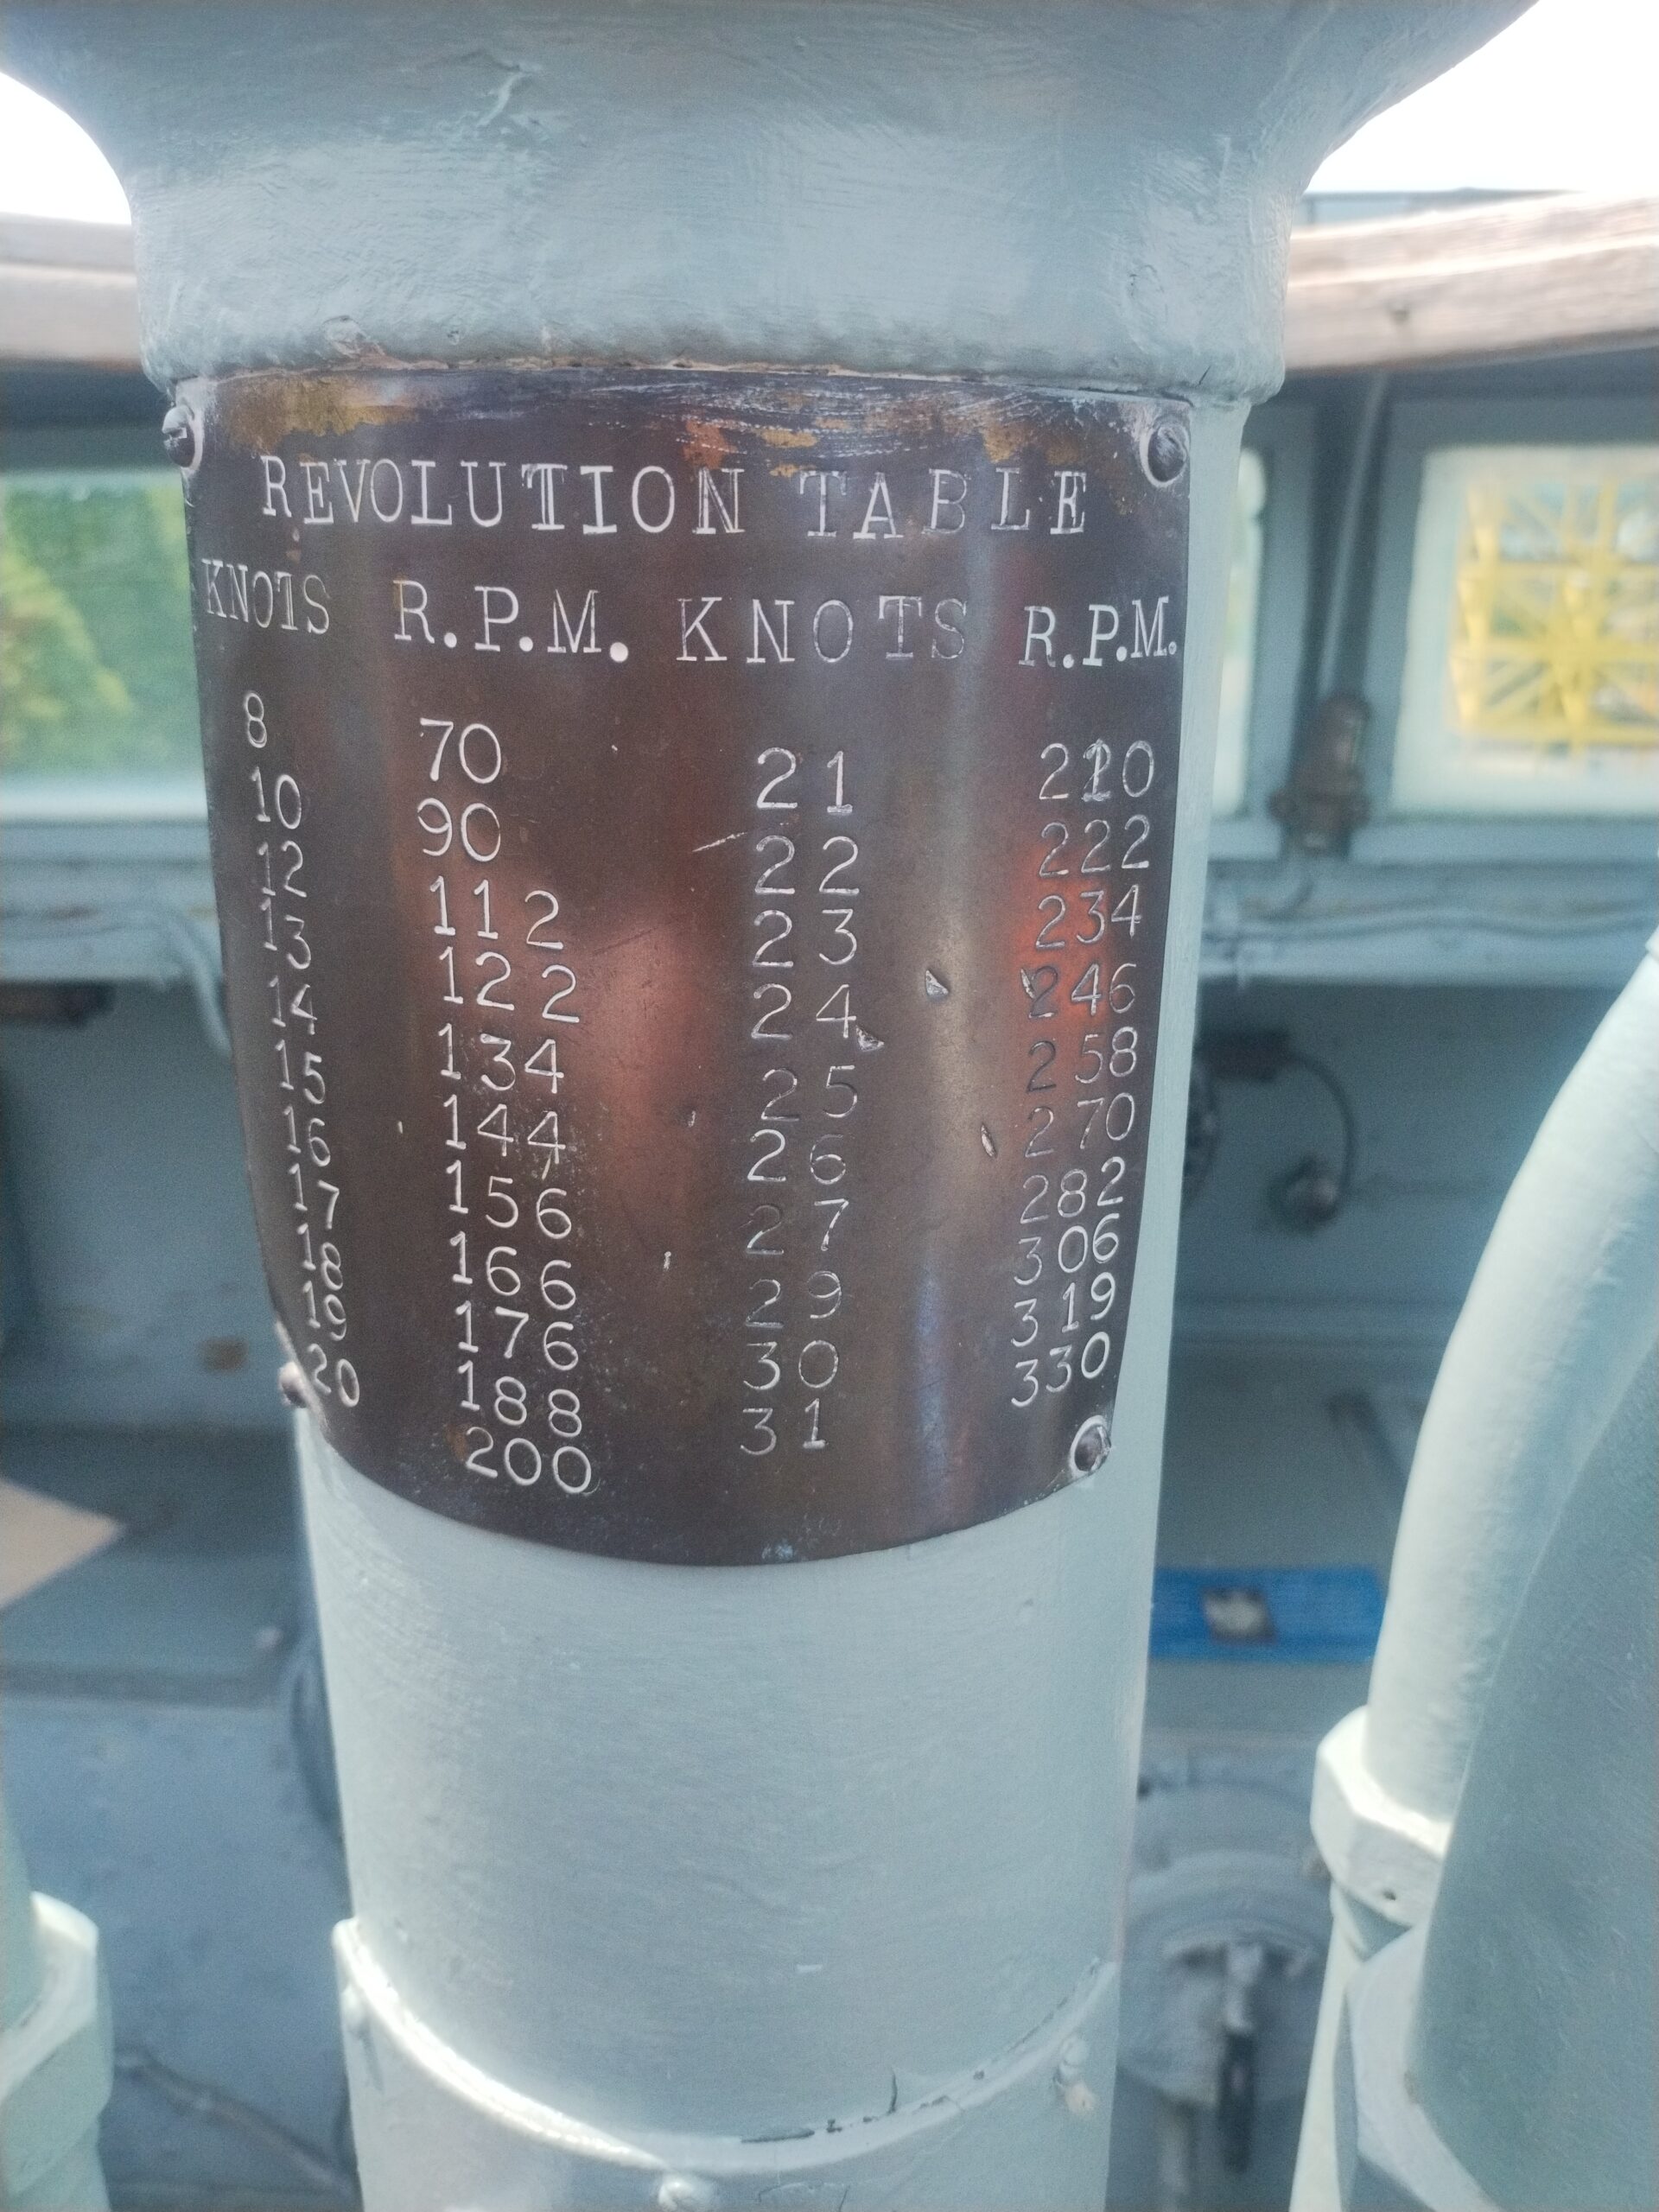 REVOLUTION TABLE
KNOTS R.P.M. KNOTS R.P.M.
8 70 21 210
10 90 22 222
12 112 23 234
13 122 24 246
14 134 25 258
15 144 26 270
16 156 27 282
17 166 29 306
18 176 30 319
19 188 31 330
20 200